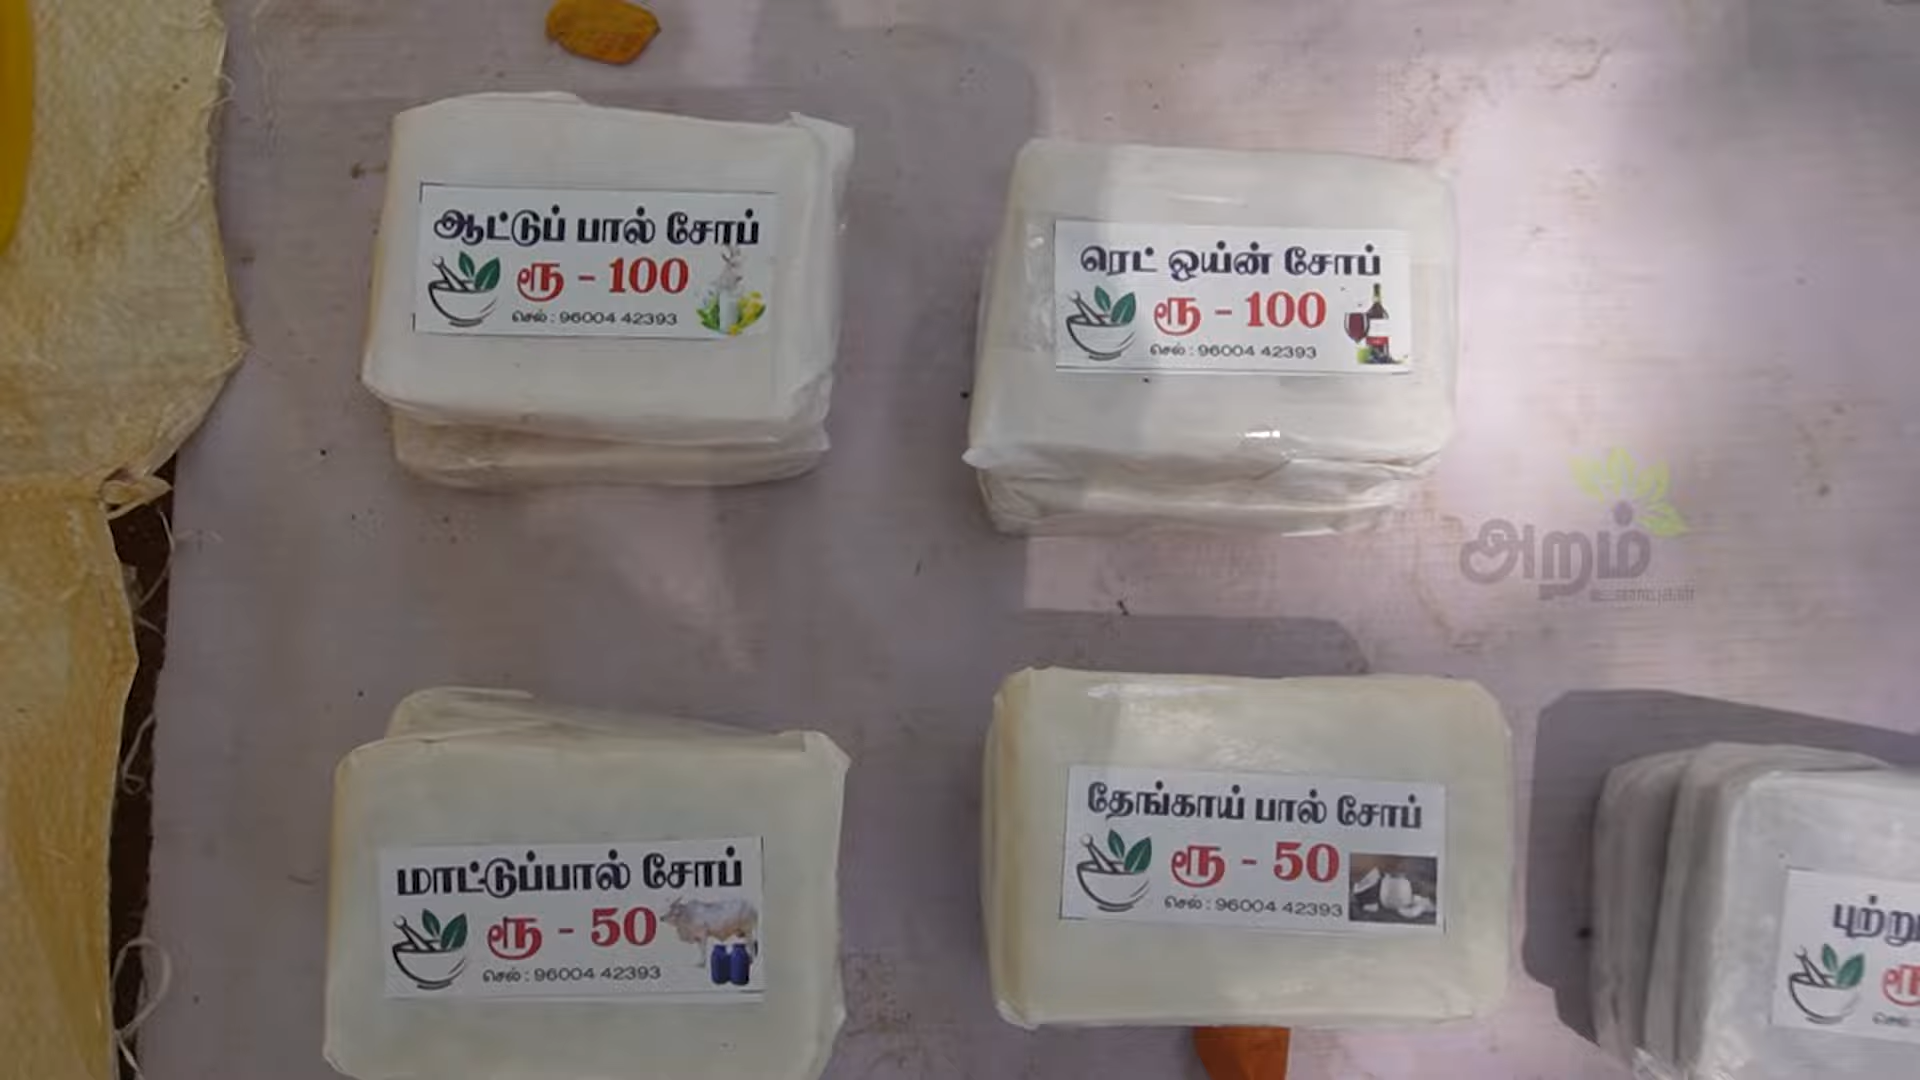 ஆட்டுப் பால் சோப்
ரூ - 100
செல் : 96004 42393
ரெட் ஒய்ன் சோப்
ரூ - 100
செல் : 96004 42393
அறம்
மாட்டுப்பால் சோப்
ரூ - 50
செல் : 96004 42393
தேங்காய் பால் சோப்
ரூ - 50
செல் : 96004 42393